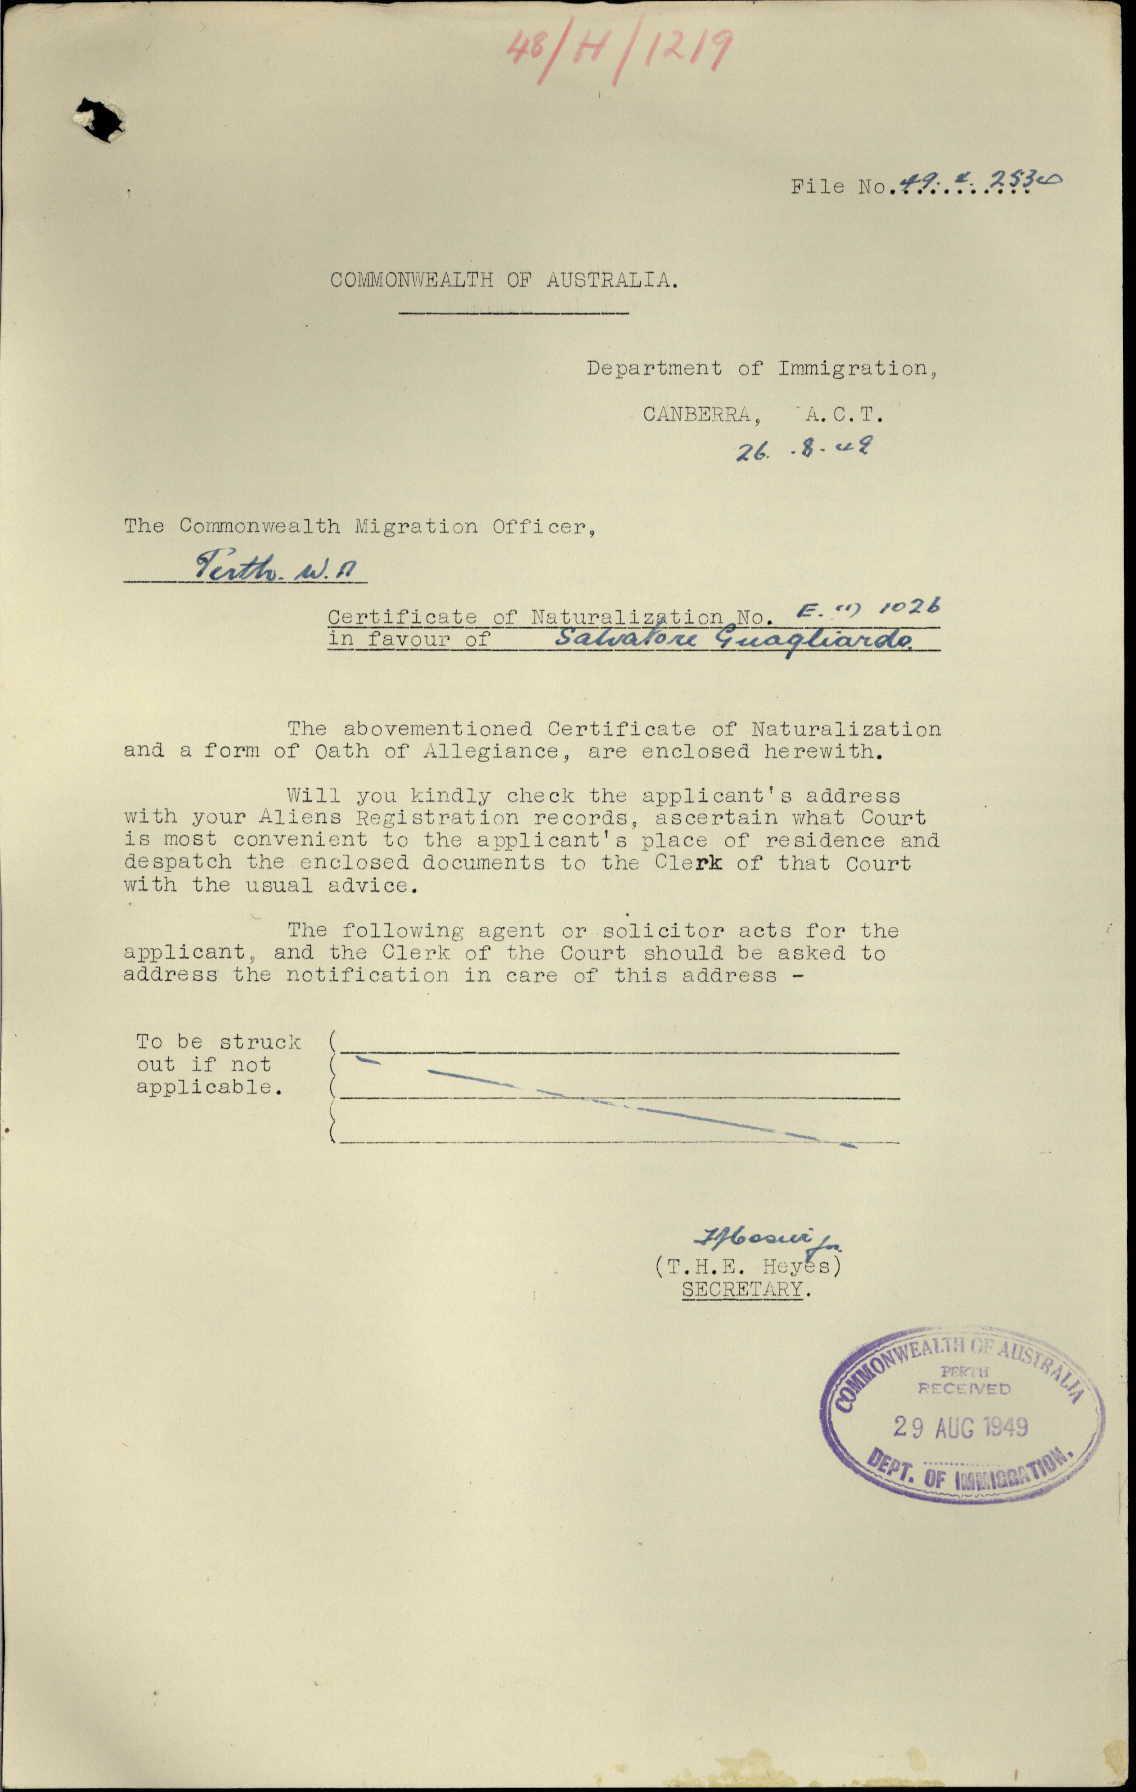 48/H/1219
File No. 49. 2.
COMMONWEALTH OF AUSTRALIA.
Department of Immigration,
CANBERRA, A.C.T.
26. .8. 49
The Commonwealth Migration Officer,
Perth. W.A
Certificate of Naturalization No. E. (1) 1026
in favour of Salvatore Guagliardo.
The abovementioned Certificate of Naturalization
and a form of Oath of Allegiance, are enclosed herewith.
Will you kindly check the applicant's address
with your Aliens Registration records, ascertain what Court
is most convenient to the applicant's place of residence and
despatch the enclosed documents to the Clerk of that Court
with the usual advice.
The following agent or solicitor acts for the
applicant, and the Clerk of the Court should be asked to
address the notification in care of this address -
To be struck
out if not
applicable.
for
(T.H.E. Heyes)
SECRETARY.
COMMONWEALTH OF AUSTRALIA
PERTH
RECEIVED
29 AUG 1949
DEPT. OF IMMIGRATION.